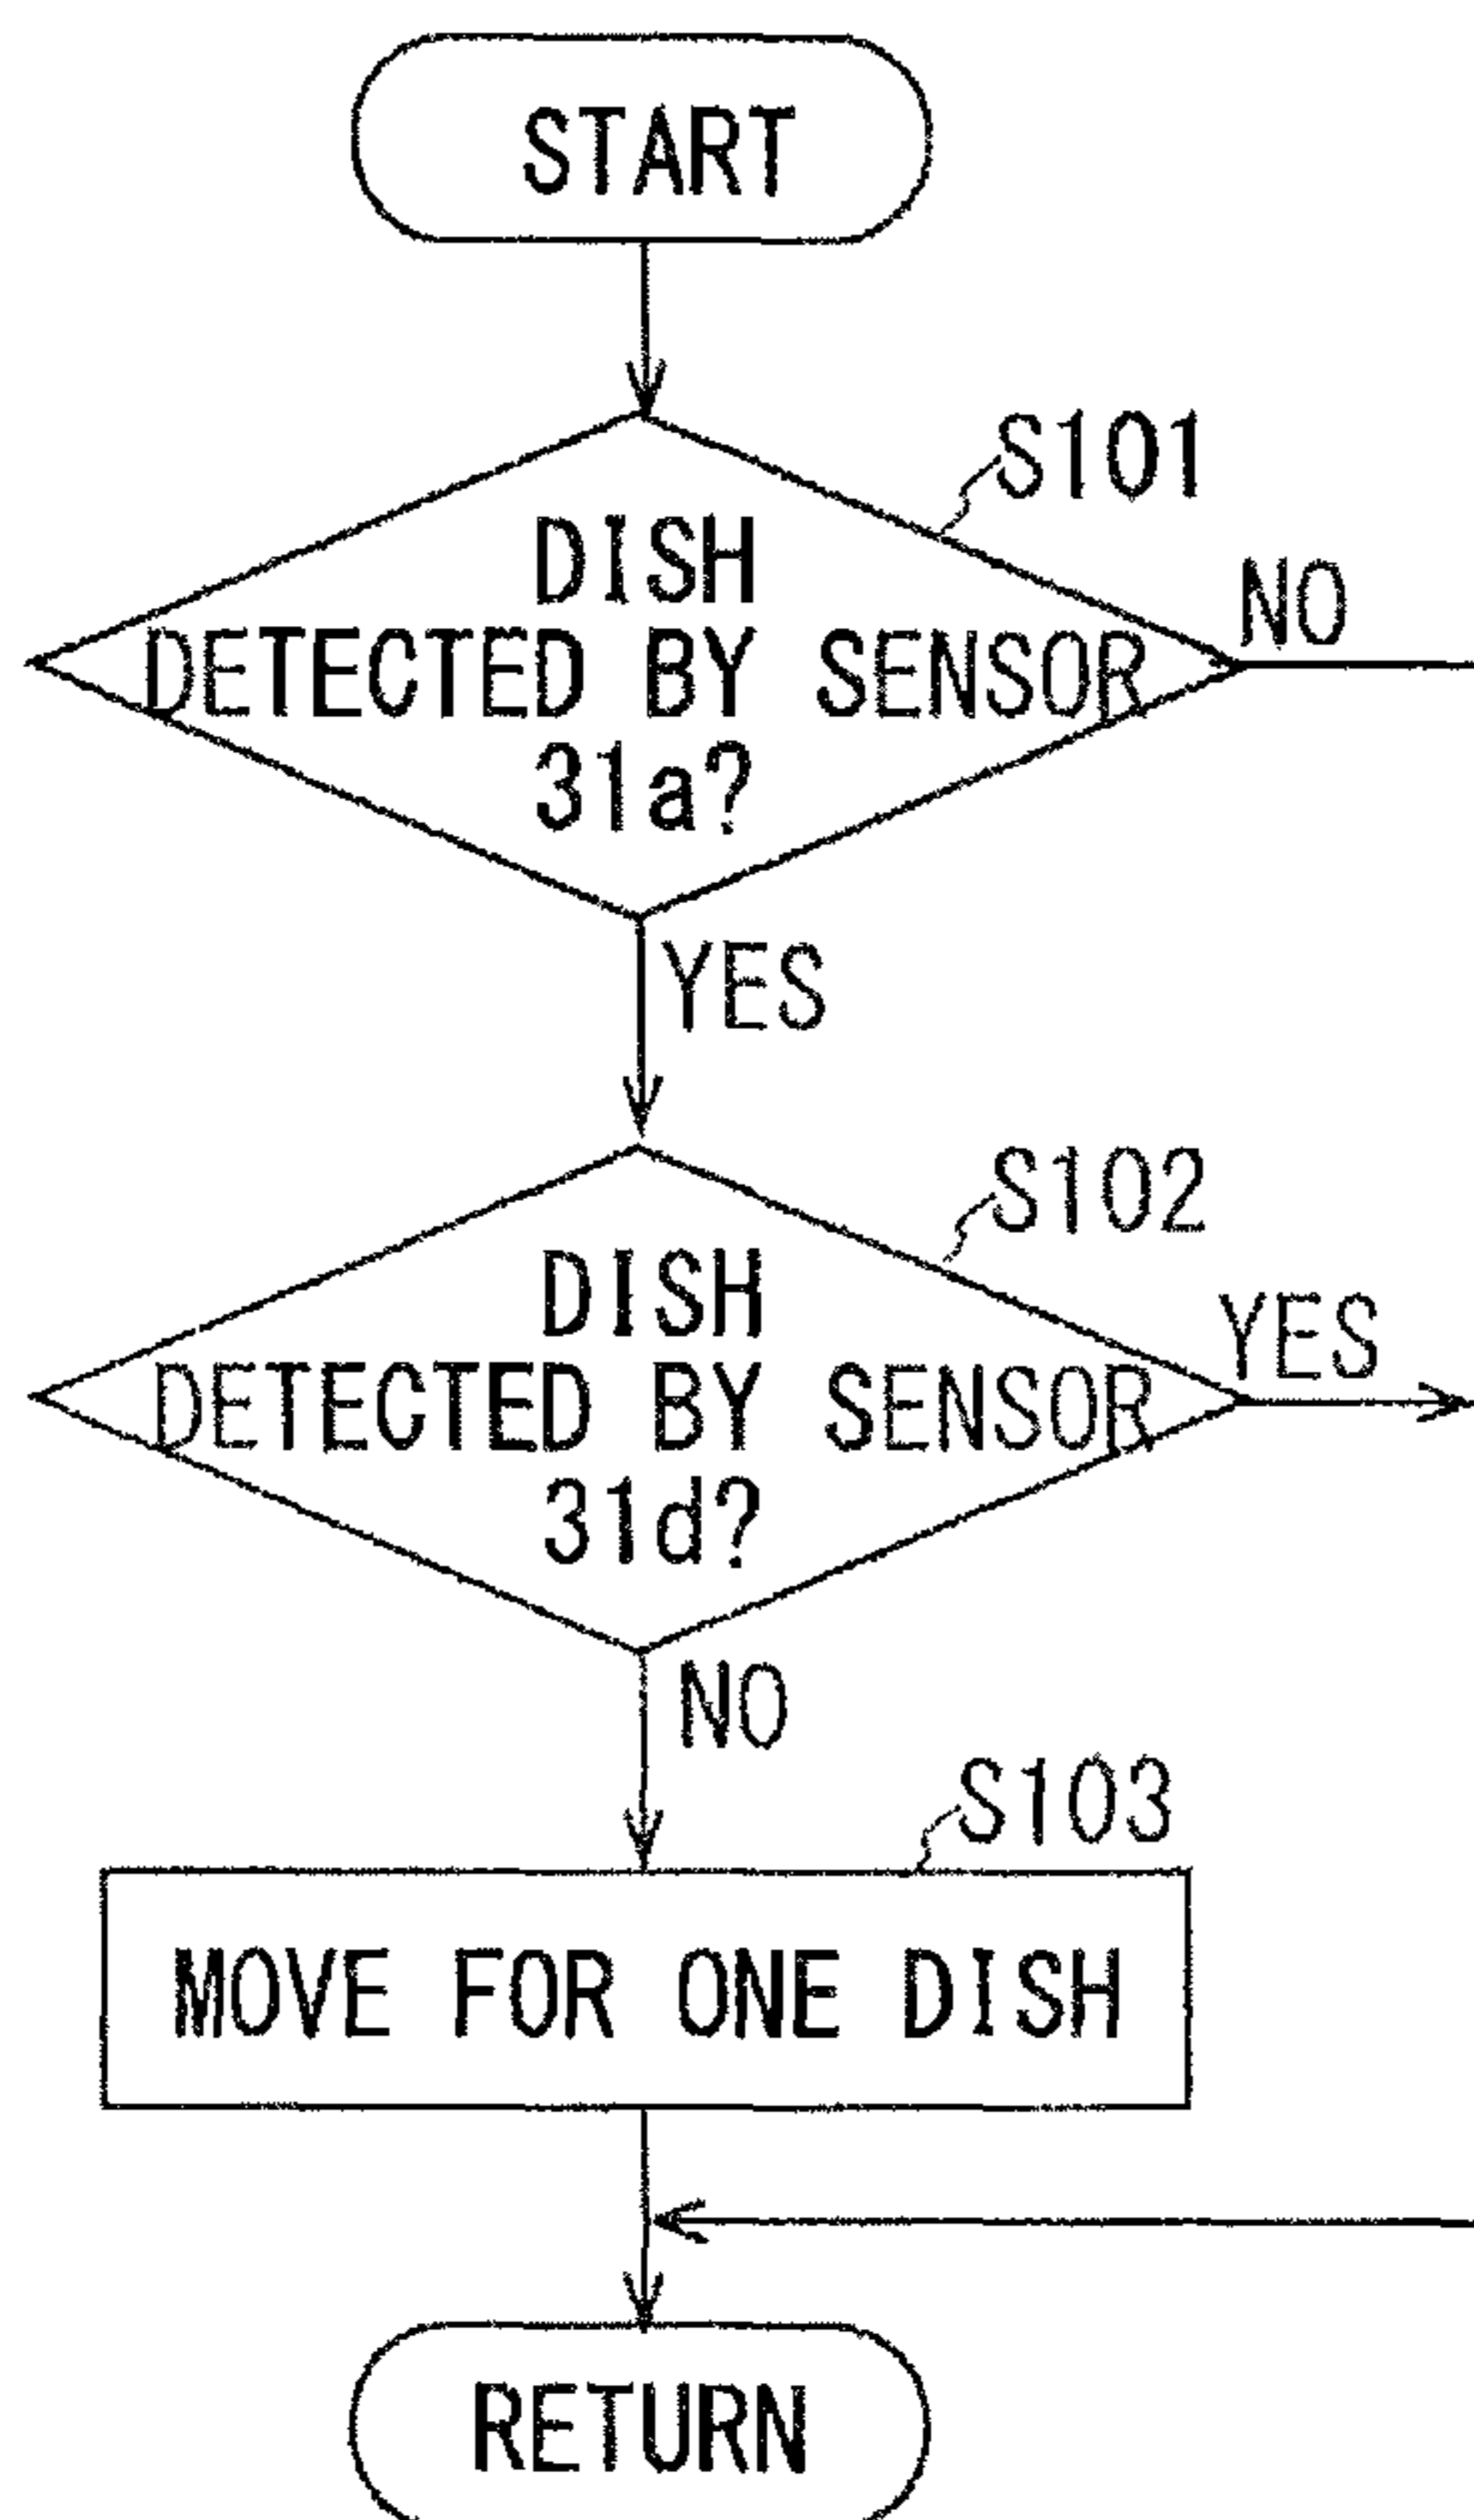 START
S101
DISH
DETECTED BY SENSOR
31a?
NO
YES
S102
DISH
DETECTED BY SENSOR
31d?
YES
NO
S103
MOVE FOR ONE DISH
RETURN